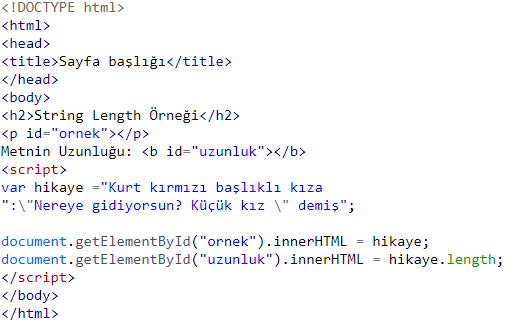 <!DOCTYPE html>
<html>
<head>
<title>Sayfa başlığı</title>
</head>
<body>
<h2>String Length Örneği</h2>
<p id="ornek"></p>
Metnin Uzunluğu: <b id="uzunluk"></b>
<script>
var hikaye ="Kurt kırmızı başlıklı kıza
":\"Nereye gidiyorsun? Küçük kız \" demiş";

document.getElementById("ornek").innerHTML = hikaye;
document.getElementById("uzunluk").innerHTML = hikaye.length;
</script>
</body>
</html>